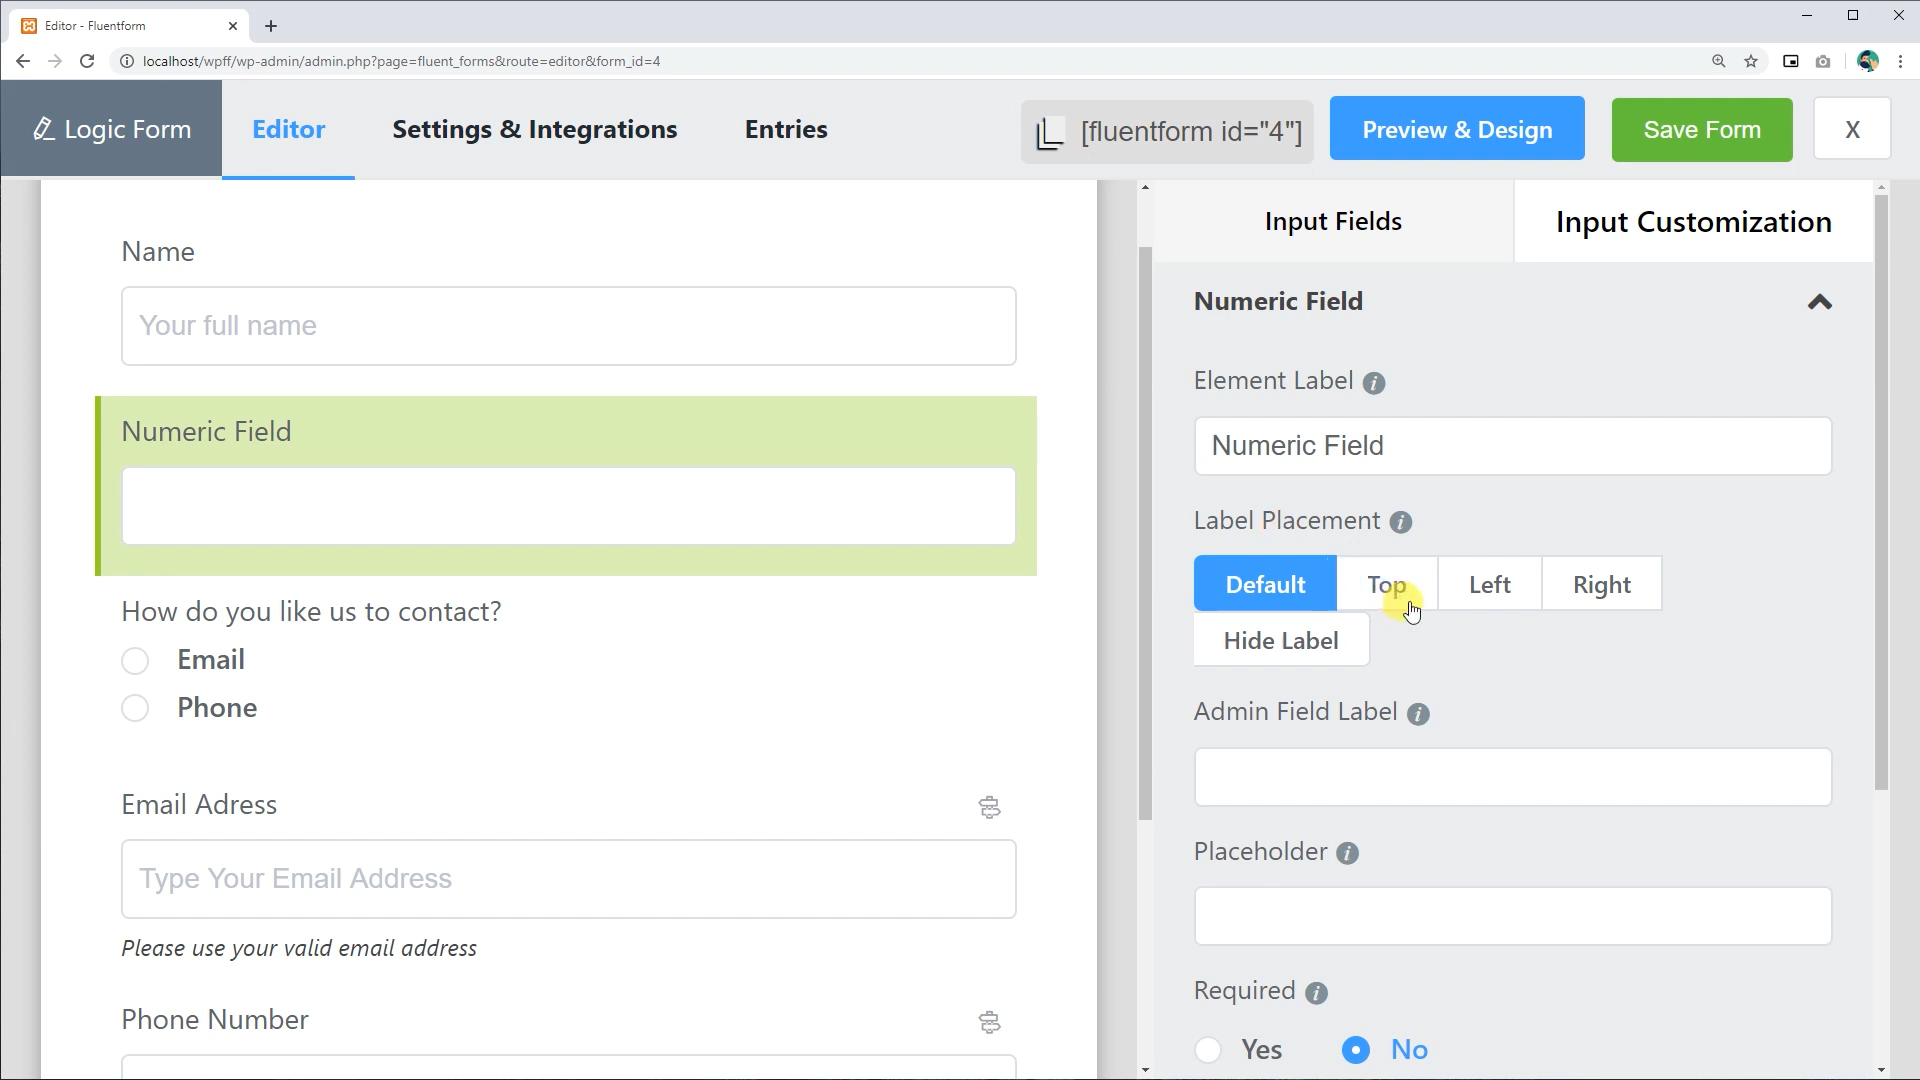 Editor - Fluentform
localhost/wpff/wp-admin/admin.php?page=fluent_forms&route=editor&form_id=4
Logic Form
Editor
Settings & Integrations
Entries
[fluentform id="4"]
Preview & Design
Save Form
X
Name
Your full name
Numeric Field
How do you like us to contact?
Email
Phone
Email Adress
Type Your Email Address
Please use your valid email address
Phone Number
Input Fields
Input Customization
Numeric Field
Element Label
Numeric Field
Label Placement
Default
Top
Left
Right
Hide Label
Admin Field Label
Placeholder
Required
Yes
No